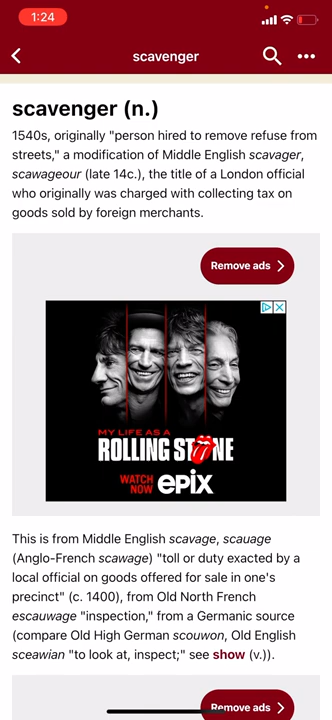 1:24
scavenger
scavenger (n.)
1540s, originally "person hired to remove refuse from
streets," a modification of Middle English scavager,
scawageour (late 14c.), the title of a London official
who originally was charged with collecting tax on
goods sold by foreign merchants.
Remove ads
MY LIFE AS A
ROLLING STONE
WATCH
NOW
epix
This is from Middle English scavage, scauage
(Anglo-French scawage) "toll or duty exacted by a
local official on goods offered for sale in one's
precinct" (c. 1400), from Old North French
escauwage "inspection," from a Germanic source
(compare Old High German scouwon, Old English
sceawian "to look at, inspect;" see show (v.)).
Remove ads